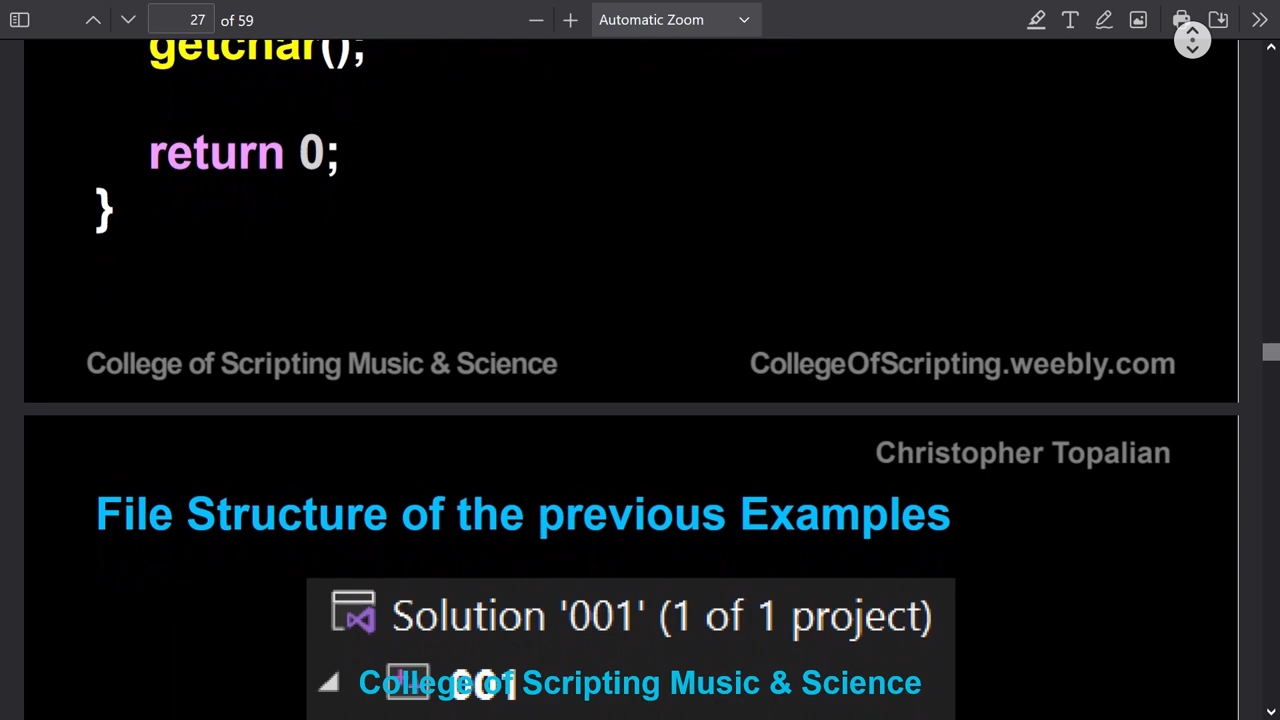 27 of 59 Automatic Zoom
getchar();
return 0;
}
College of Scripting Music & Science CollegeOfScripting.weebly.com
Christopher Topalian
File Structure of the previous Examples
Solution '001' (1 of 1 project)
001
College of Scripting Music & Science